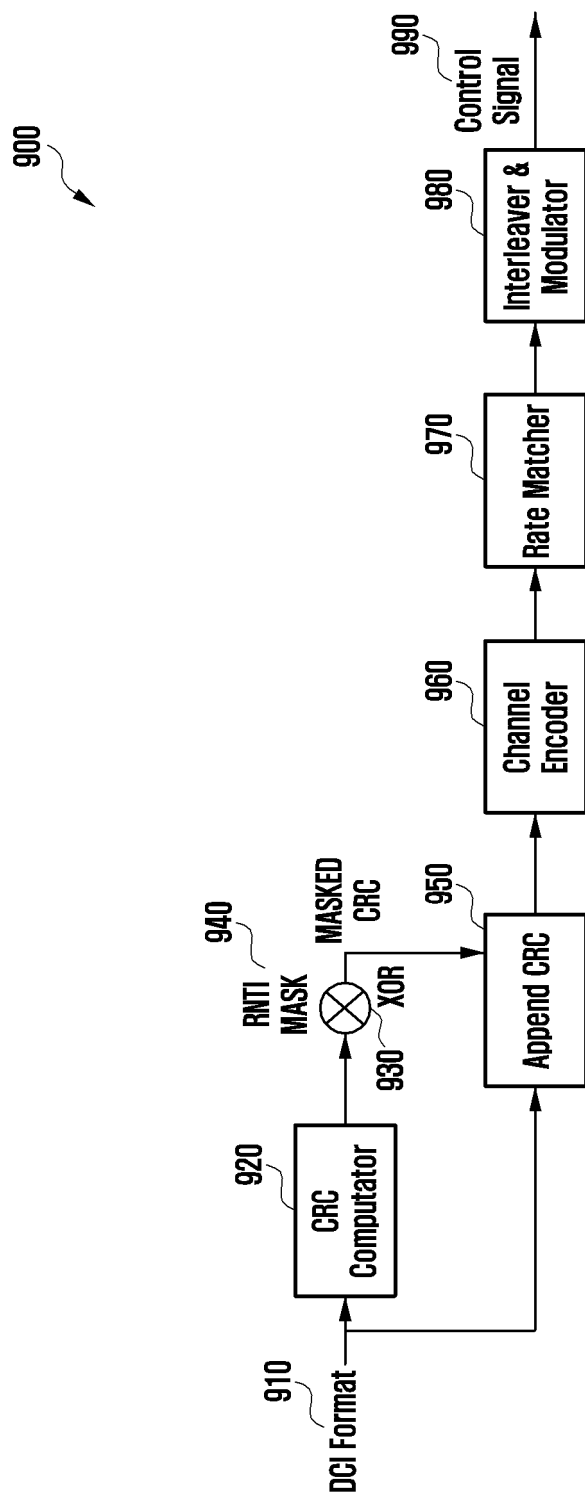 900
910
DCI Format
920
CRC
Computator
930
XOR
940
RNTI
MASK
MASKED
CRC
950
Append CRC
960
Channel
Encoder
970
Rate Matcher
980
Interleaver &
Modulator
990
Control
Signal